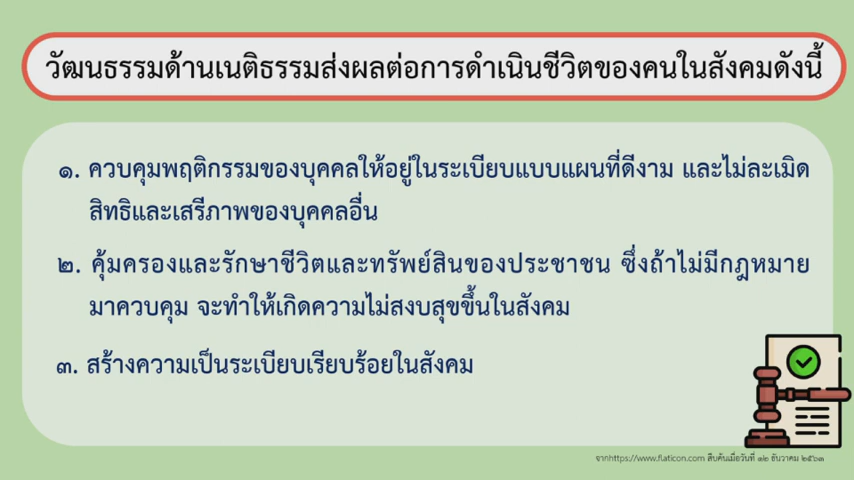 วัฒนธรรมด้านเนติธรรมส่งผลต่อการดำเนินชีวิตของคนในสังคมดังนี้
๑. ควบคุมพฤติกรรมของบุคคลให้อยู่ในระเบียบแบบแผนที่ดีงาม และไม่ละเมิด
สิทธิและเสรีภาพของบุคคลอื่น
๒. คุ้มครองและรักษาชีวิตและทรัพย์สินของประชาชน ซึ่งถ้าไม่มีกฎหมาย
มาควบคุม จะทำให้เกิดความไม่สงบสุขขึ้นในสังคม
๓. สร้างความเป็นระเบียบเรียบร้อยในสังคม
จากhttps://www.flaticon.com สืบค้นเมื่อวันที่ ๑๒ ธันวาคม ๒๕๖๓